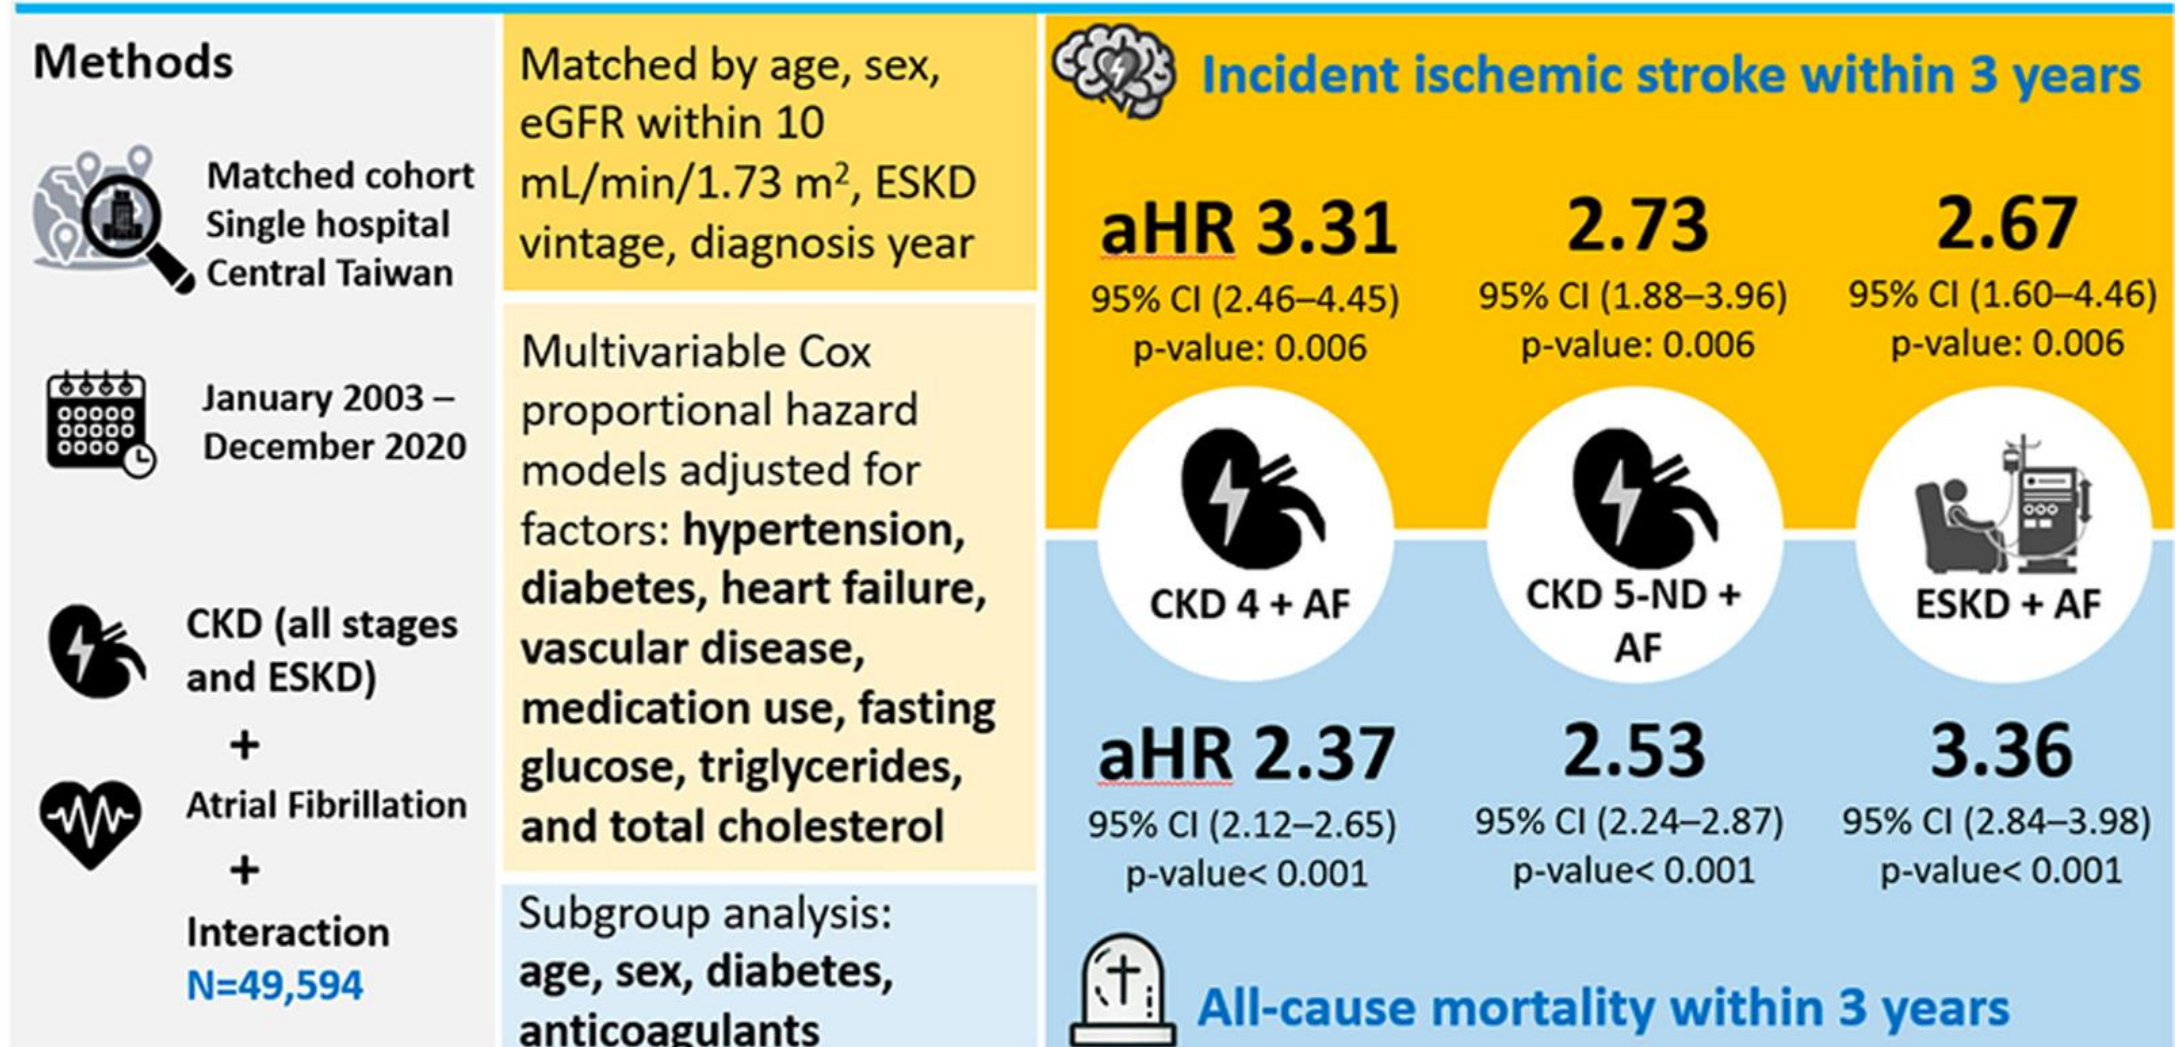 Methods
Matched cohort
Single hospital
Central Taiwan
January 2003 –
December 2020
CKD (all stages
and ESKD)
+
Atrial Fibrillation
+
Interaction
N=49,594
Matched by age, sex,
eGFR within 10
mL/min/1.73 m², ESKD
vintage, diagnosis year
Multivariable Cox
proportional hazard
models adjusted for
factors: hypertension,
diabetes, heart failure,
vascular disease,
medication use, fasting
glucose, triglycerides,
and total cholesterol
Subgroup analysis:
age, sex, diabetes,
anticoagulants
Incident ischemic stroke within 3 years
aHR 3.31
95% CI (2.46–4.45)
p-value: 0.006
2.73
95% CI (1.88–3.96)
p-value: 0.006
2.67
95% CI (1.60–4.46)
p-value: 0.006
CKD 4 + AF
CKD 5-ND +
AF
ESKD + AF
aHR 2.37
95% CI (2.12–2.65)
p-value< 0.001
2.53
95% CI (2.24–2.87)
p-value< 0.001
3.36
95% CI (2.84–3.98)
p-value< 0.001
All-cause mortality within 3 years